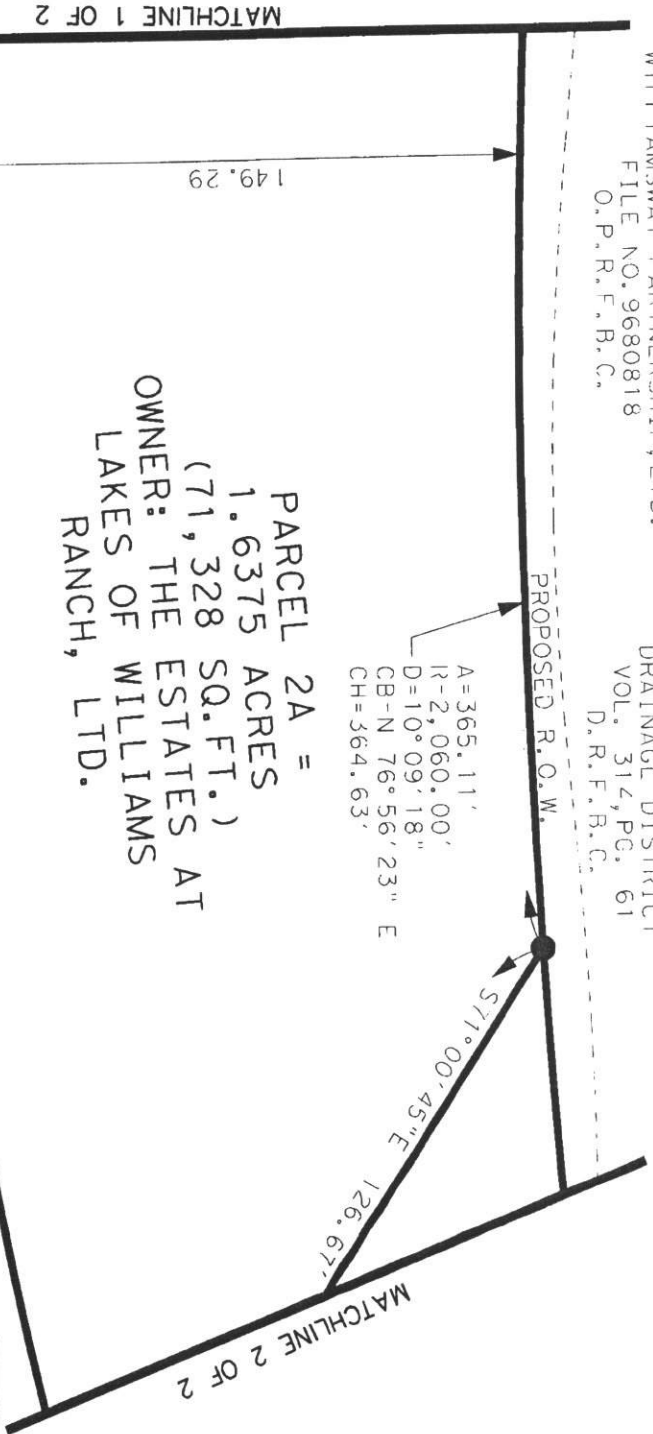 MATCHLINE 1 OF 2
FILE NO. 9680818
O.P.R.F.B.C.
DRAINAGE DISTRICT
VOL. 314, PG. 61
D.R.F.B.C.
149.29
PROPOSED R.O.W.
A=365.11'
R-2,060.00'
D=10°09'18"
CB-N 76°56'23" E
CH=364.63'
S71°00'45"E 126.67'
PARCEL 2A =
1.6375 ACRES
(71,328 SQ.FT.)
OWNER: THE ESTATES AT
LAKES OF WILLIAMS
RANCH, LTD.
MATCHLINE 2 OF 2